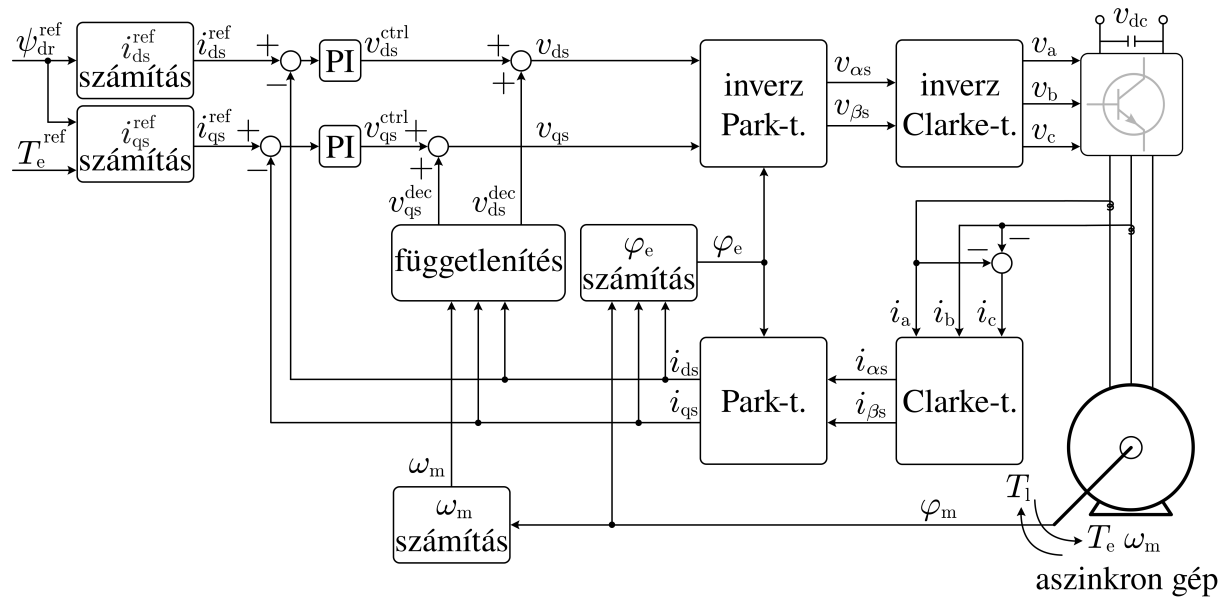 v_dc
ψ_dr^ref
i_ds^ref
számítás
i_ds^ref
+
−
PI
v_ds^ctrl
+
+
v_ds
inverz
Park-t.
v_αs
v_βs
inverz
Clarke-t.
v_a
v_b
v_c
T_e^ref
i_qs^ref
számítás
i_qs^ref
+
−
PI
v_qs^ctrl
+
+
v_qs
v_qs^dec
v_ds^dec
függetlenítés
φ_e
számítás
φ_e
−
−
i_a
i_b
i_c
i_ds
i_qs
Park-t.
i_αs
i_βs
Clarke-t.
ω_m
ω_m
számítás
φ_m
T_l
T_e ω_m
aszinkron gép